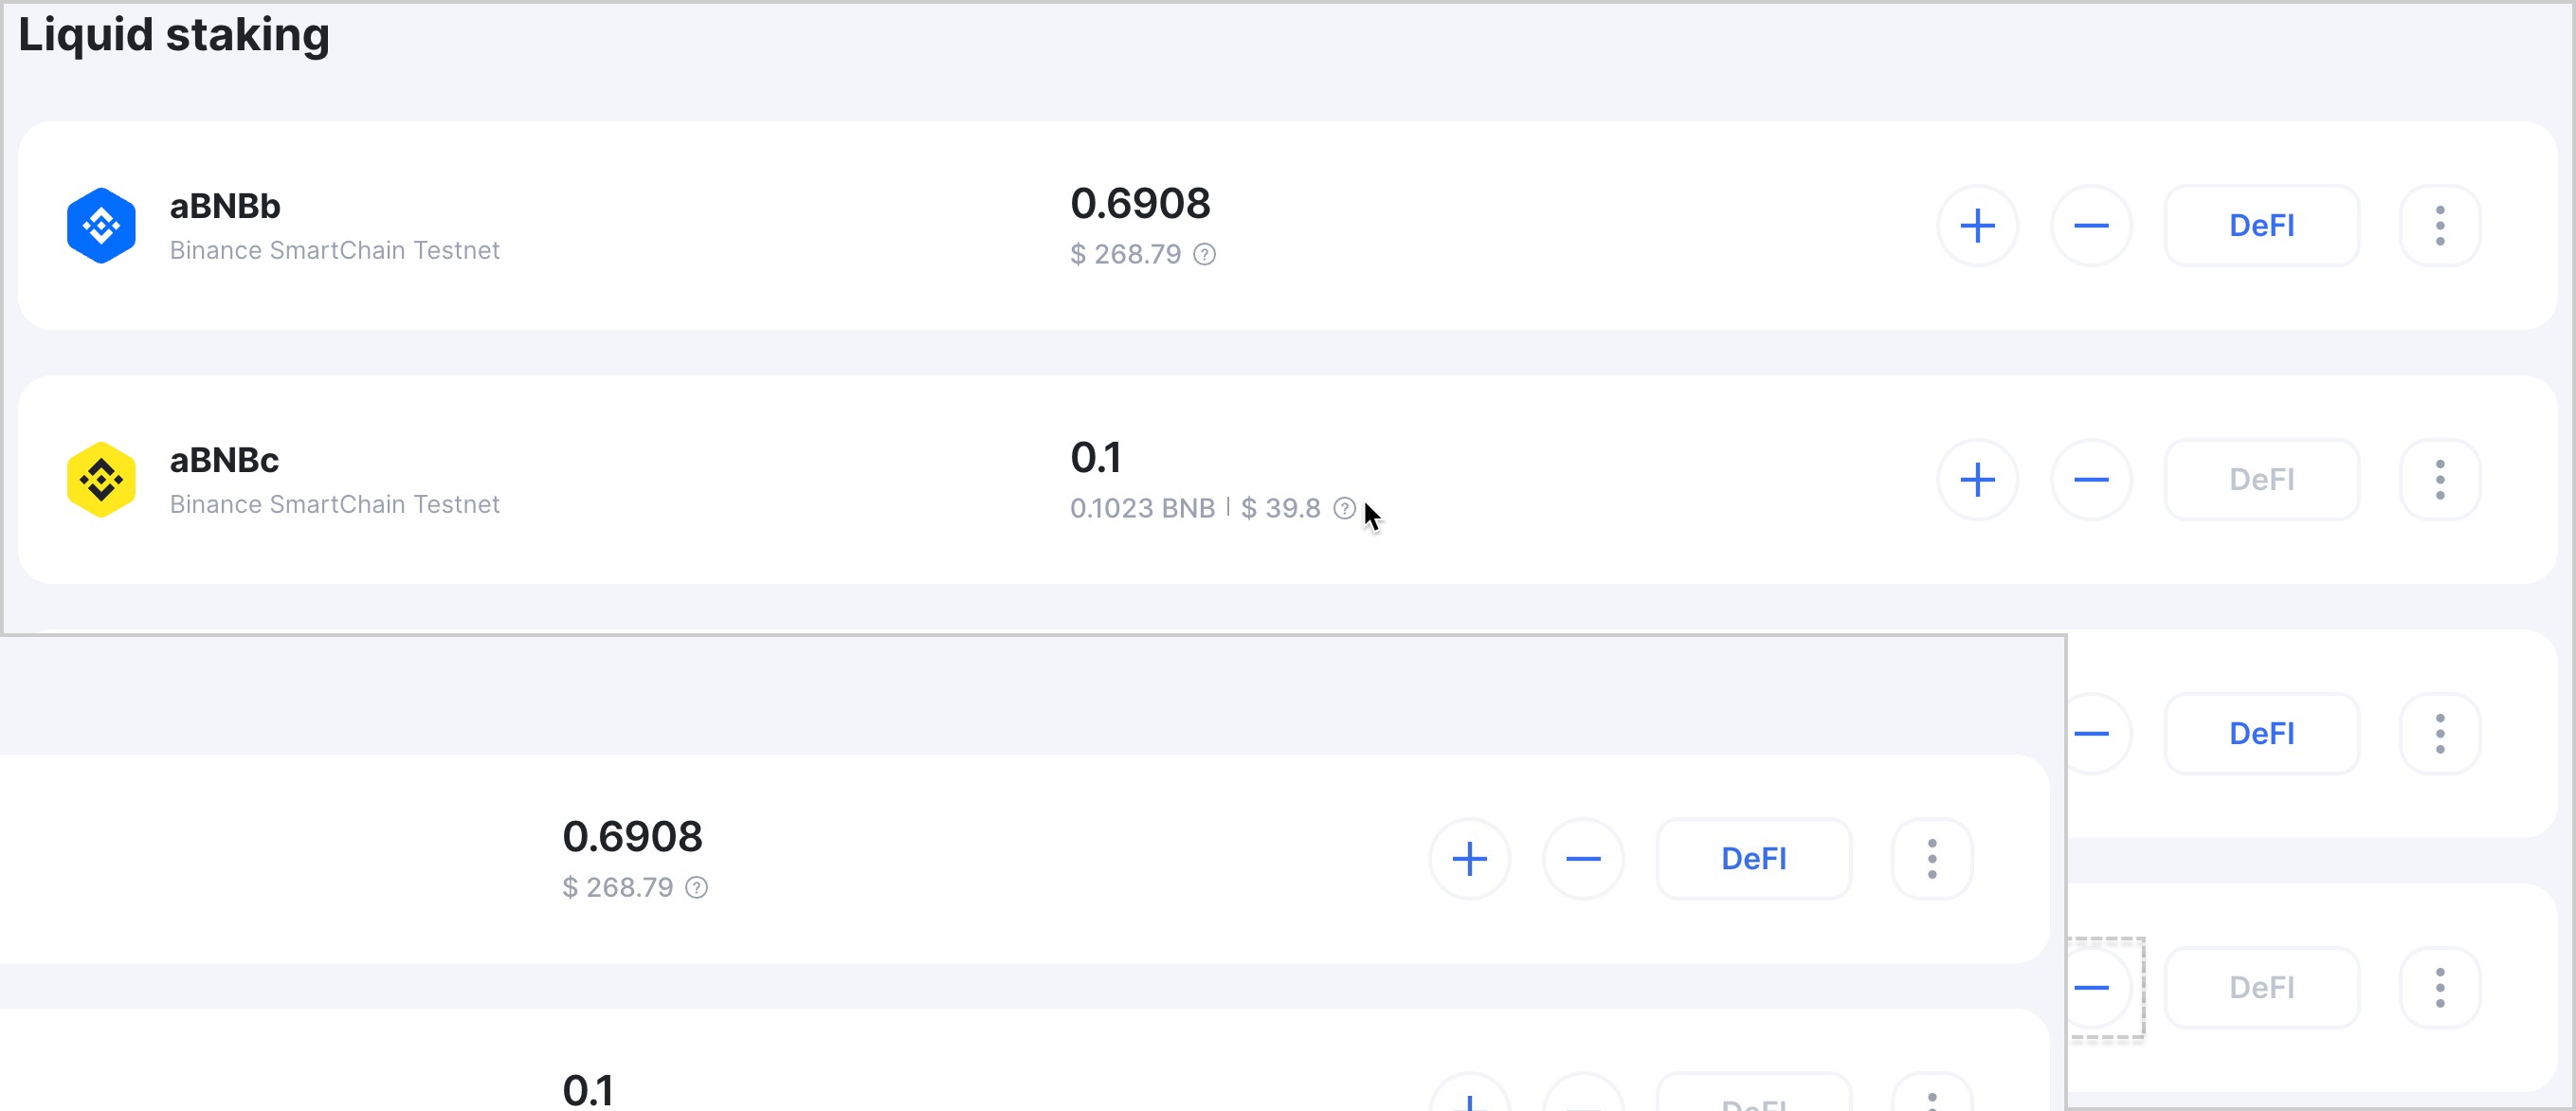 Liquid staking
aBNBb
Binance SmartChain Testnet
0.6908
$ 268.79 ?
DeFI
aBNBc
Binance SmartChain Testnet
0.1
0.1023 BNB | $ 39.8 ?
DeFI
DeFI
0.6908
$ 268.79 ?
DeFI
DeFI
0.1
DeFI